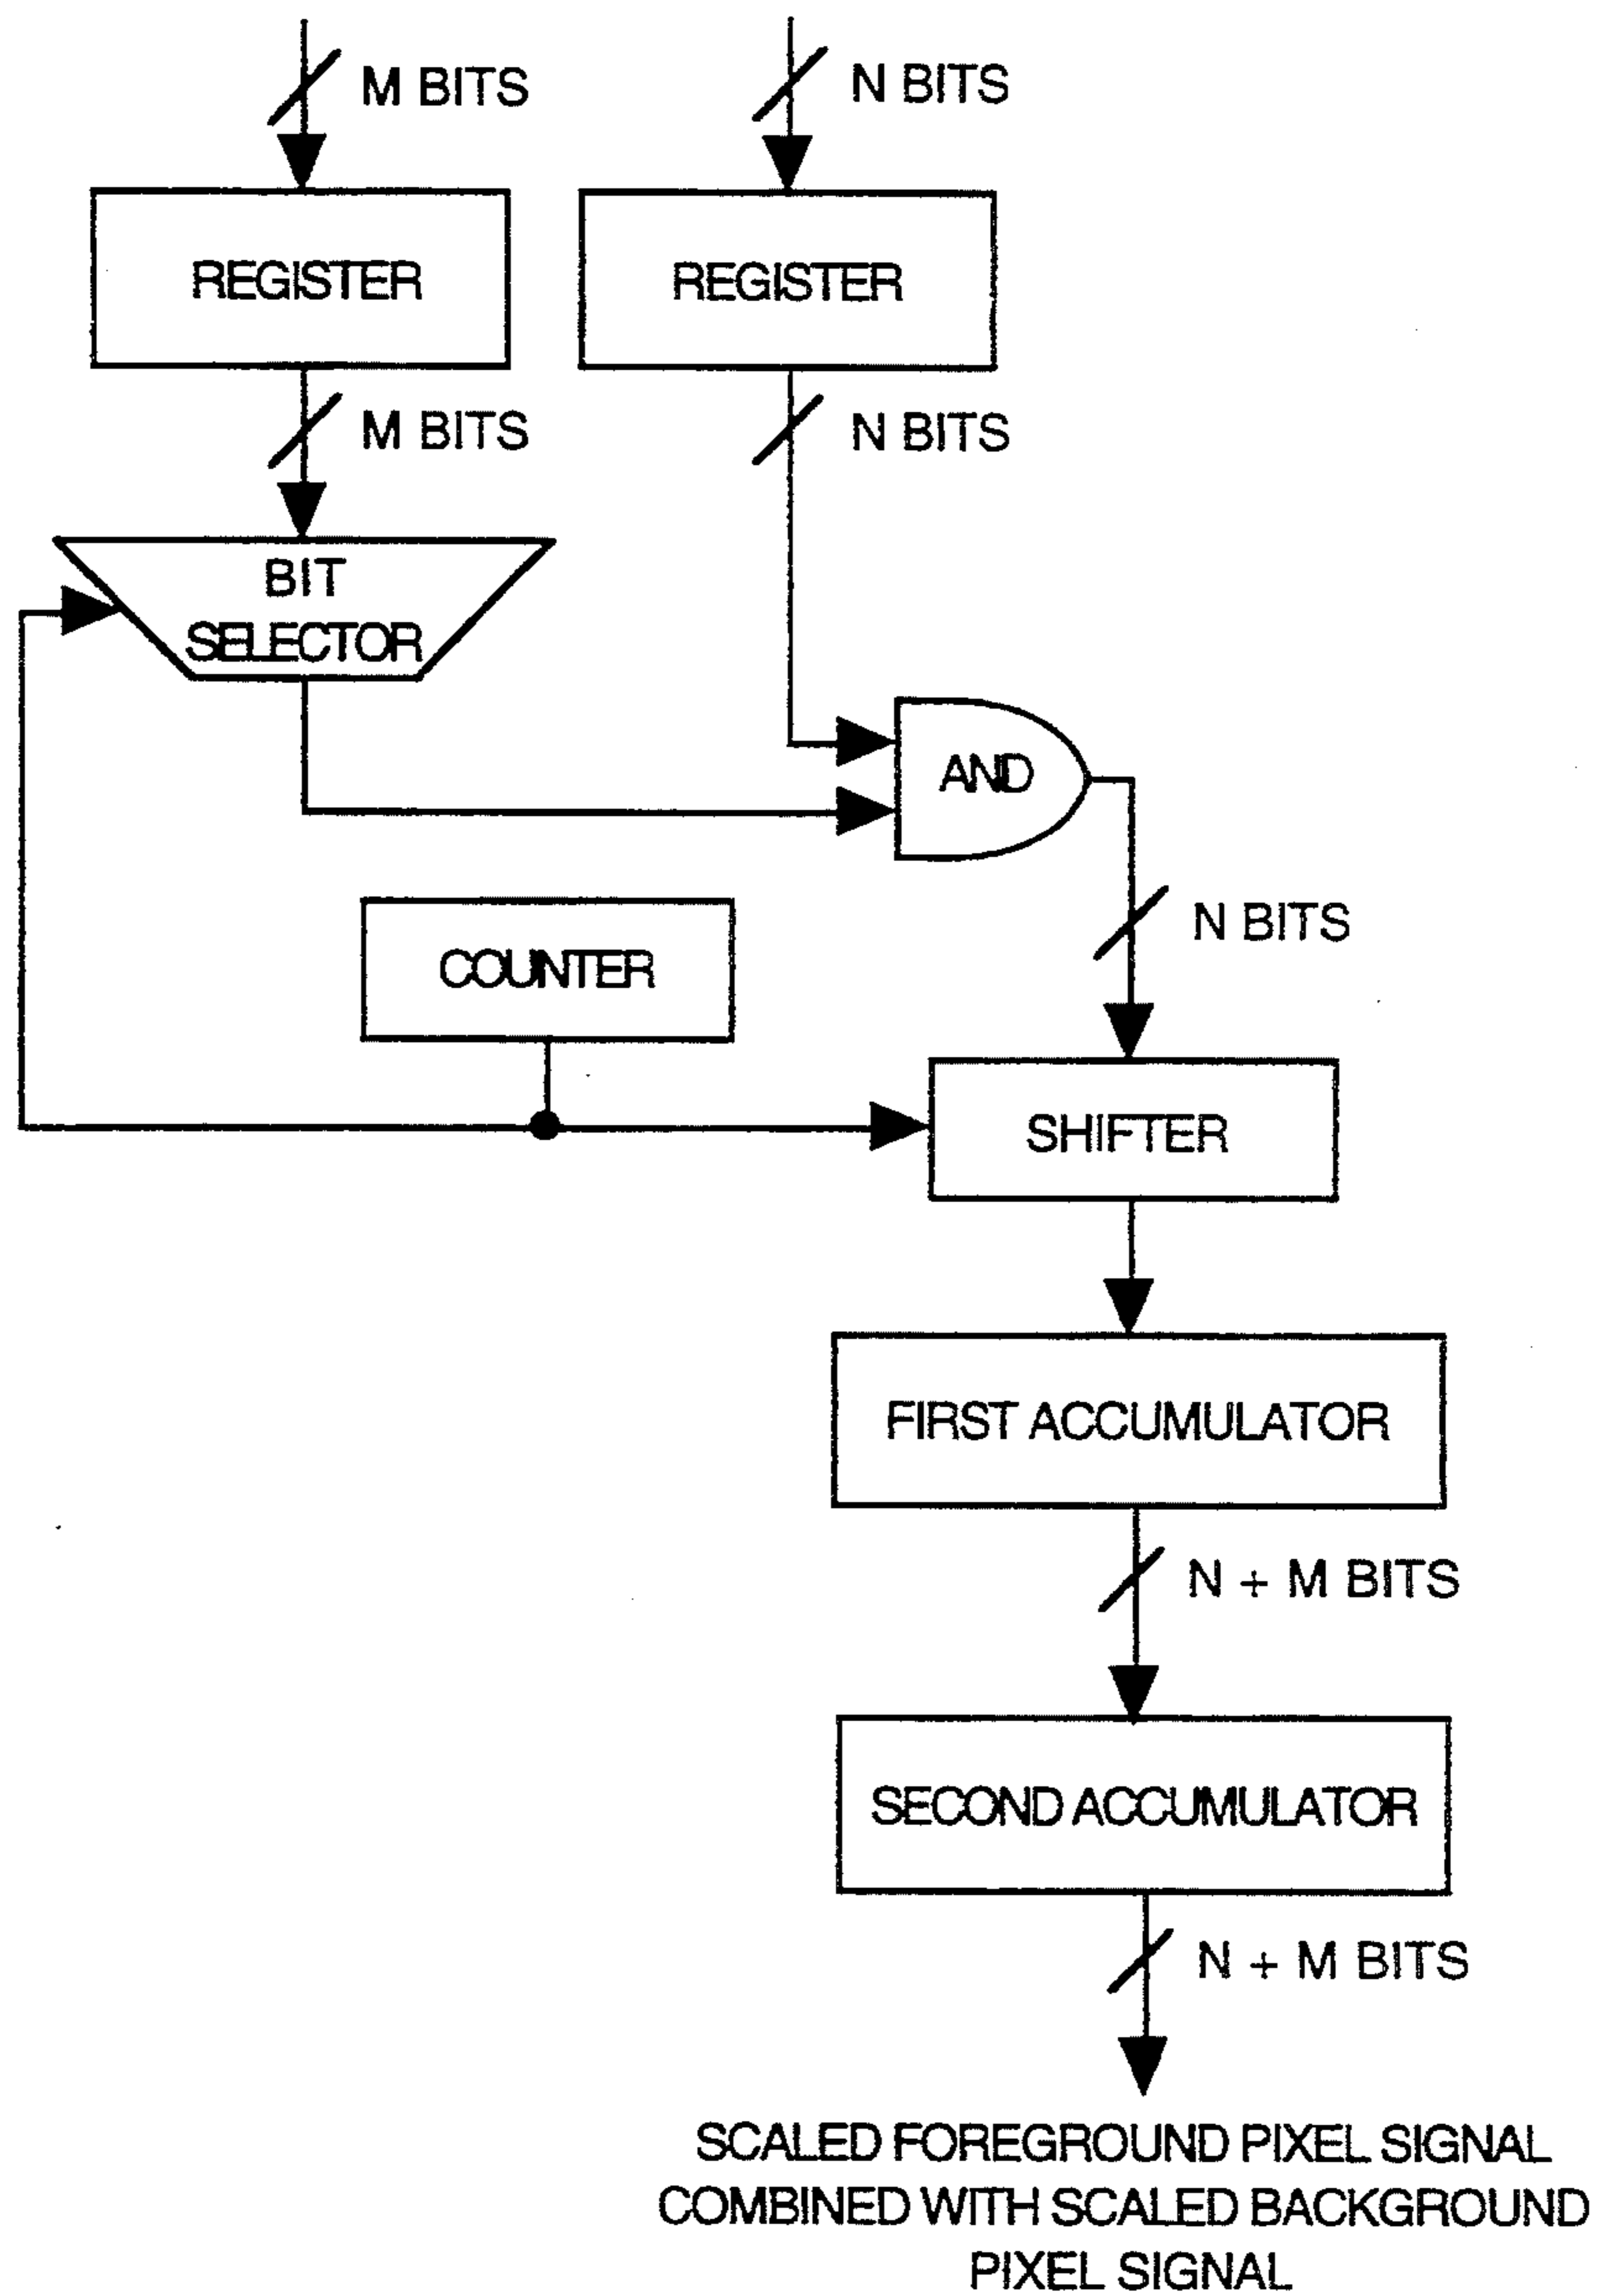 M BITS
N BITS
REGISTER
REGISTER
M BITS
N BITS
BIT
SELECTOR
AND
N BITS
COUNTER
SHIFTER
FIRST ACCUMULATOR
N + M BITS
SECOND ACCUMULATOR
N + M BITS
SCALED FOREGROUND PIXEL SIGNAL
COMBINED WITH SCALED BACKGROUND
PIXEL SIGNAL